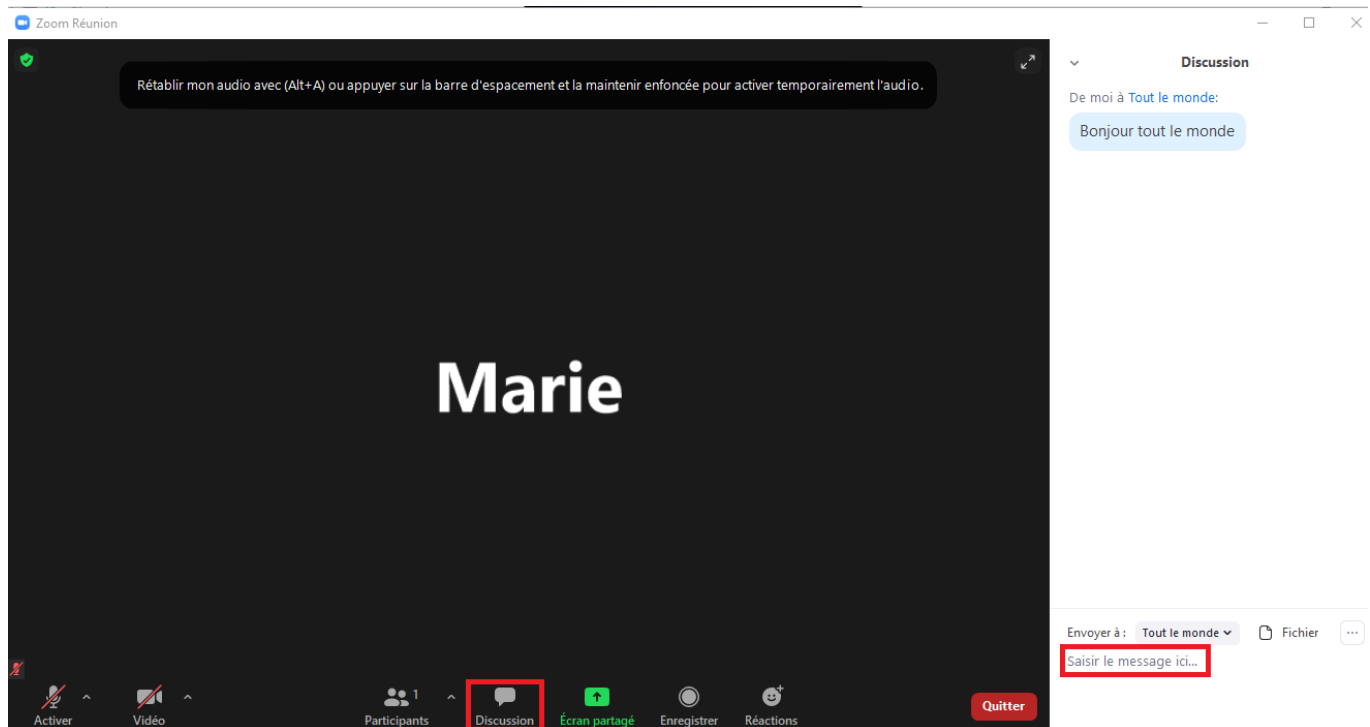 Zoom Réunion
Rétablir mon audio avec (Alt+A) ou appuyer sur la barre d'espacement et la maintenir enfoncée pour activer temporairement l'audio.
Marie
Activer
Vidéo
Participants
1
Discussion
Écran partagé
Enregistrer
Réactions
Quitter
Discussion
De moi à Tout le monde:
Bonjour tout le monde
Envoyer à : Tout le monde
Fichier
Saisir le message ici...